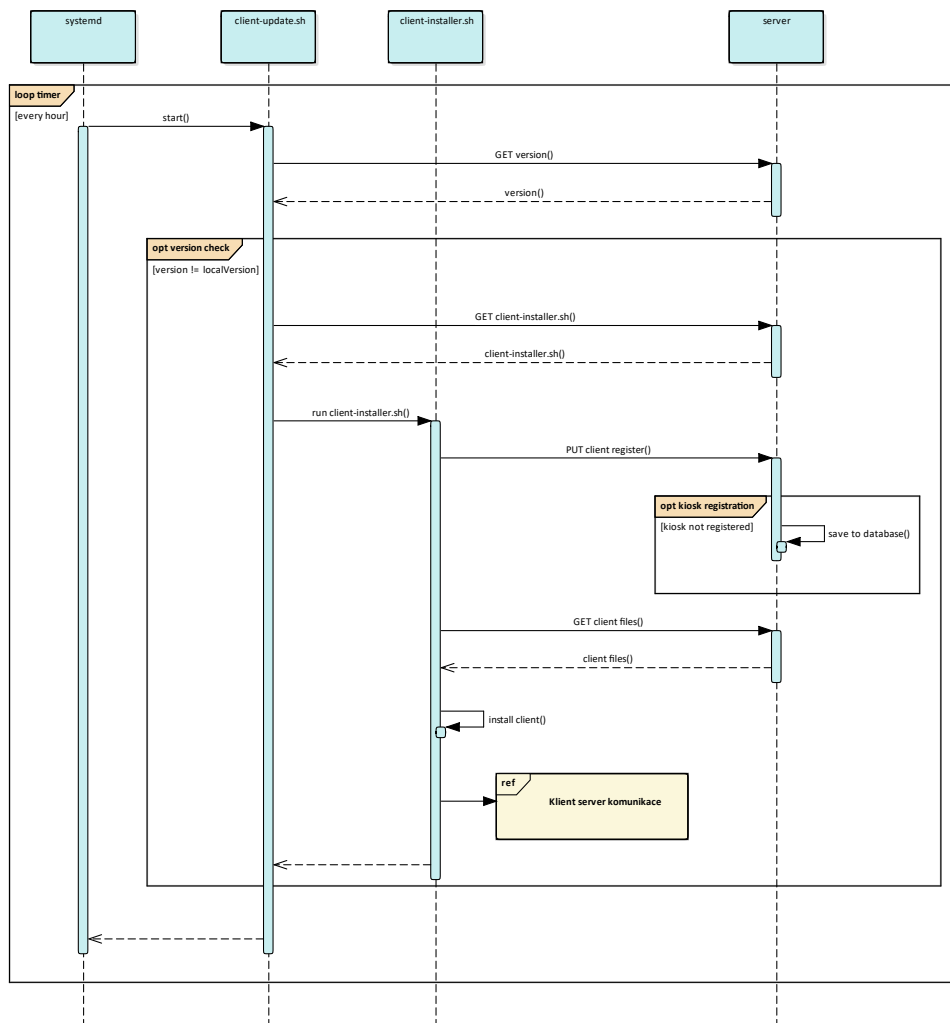 systemd
client-update.sh
client-installer.sh
server
loop timer
[every hour]
start()
GET version()
version()
opt version check
[version != localVersion]
GET client-installer.sh()
client-installer.sh()
run client-installer.sh()
PUT client register()
opt kiosk registration
[kiosk not registered]
save to database()
GET client files()
client files()
install client()
ref
Klient server komunikace